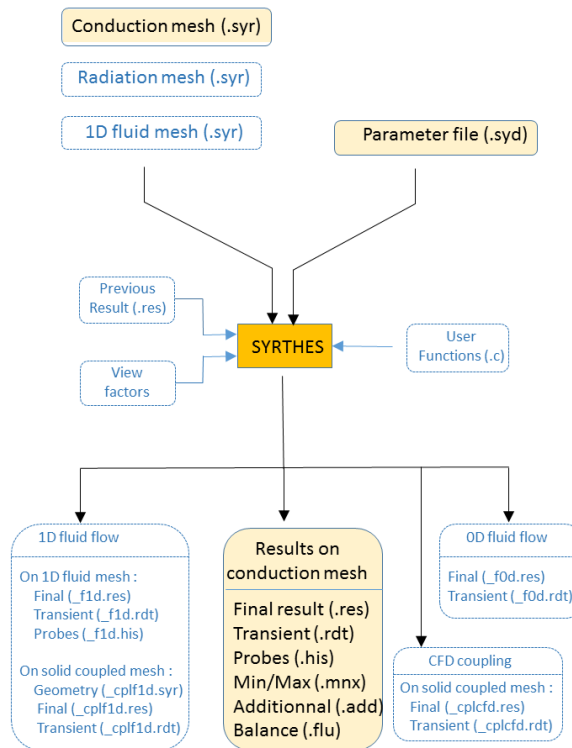 Conduction mesh (.syr)
Radiation mesh (.syr)
1D fluid mesh (.syr)
Parameter file (.syd)
Previous
Result (.res)
SYRTHES
User
Functions (.c)
View
factors
1D fluid flow
On 1D fluid mesh :
Final (_f1d.res)
Transient (_f1d.rdt)
Probes (_f1d.his)
On solid coupled mesh :
Geometry (_cplf1d.syr)
Final (_cplf1d.res)
Transient (_cplf1d.rdt)
Results on
conduction mesh
Final result (.res)
Transient (.rdt)
Probes (.his)
Min/Max (.mnx)
Additionnal (.add)
Balance (.flu)
0D fluid flow
Final (_f0d.res)
Transient (_f0d.rdt)
CFD coupling
On solid coupled mesh :
Final (_cplcfd.res)
Transient (_cplcfd.rdt)